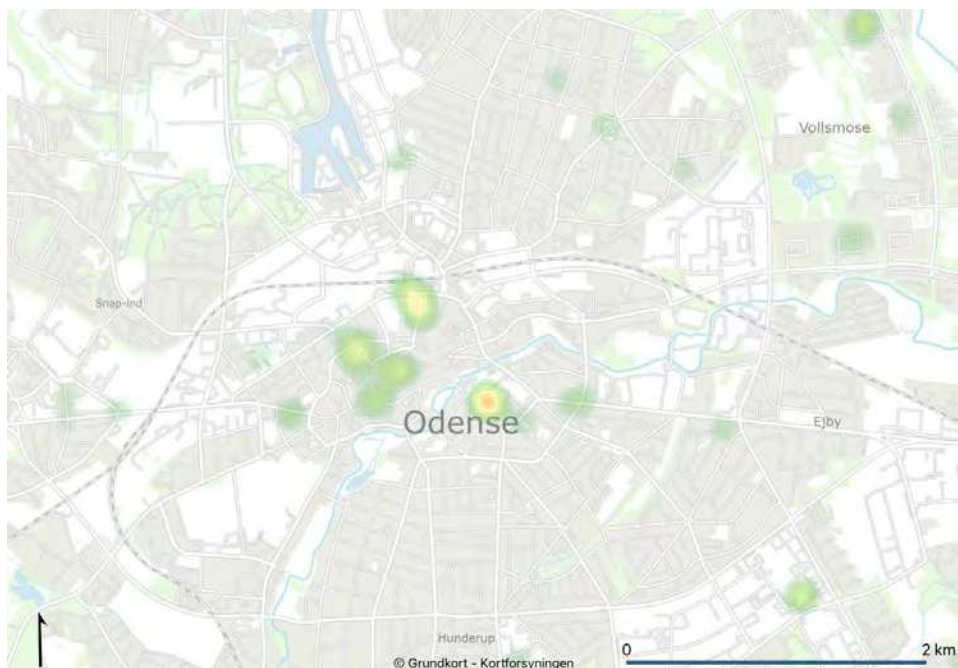 Vollsmose
Snap-Ind
Odense
Ejby
Hunderup
© Grundkort - Kortforsyningen
0 2 km